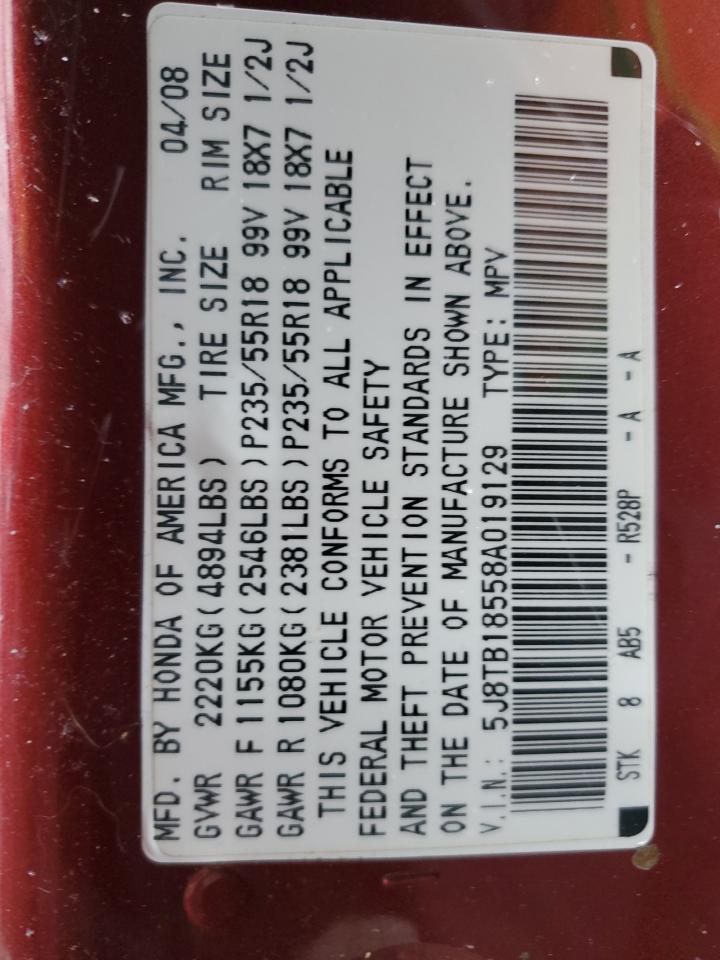 MFD. BY HONDA OF AMERICA MFG., INC. 04/08
GVWR 2220KG(4894LBS) TIRE SIZE RIM SIZE
GAWR F 1155KG(2546LBS)P235/55R18 99V 18X7 1/2J
GAWR R 1080KG(2381LBS)P235/55R18 99V 18X7 1/2J
THIS VEHICLE CONFORMS TO ALL APPLICABLE
FEDERAL MOTOR VEHICLE SAFETY
AND THEFT PREVENTION STANDARDS IN EFFECT
ON THE DATE OF MANUFACTURE SHOWN ABOVE.
V.I.N.: 5J8TB18558A019129 TYPE: MPV
STK 8 AB5 - R528P - A - A